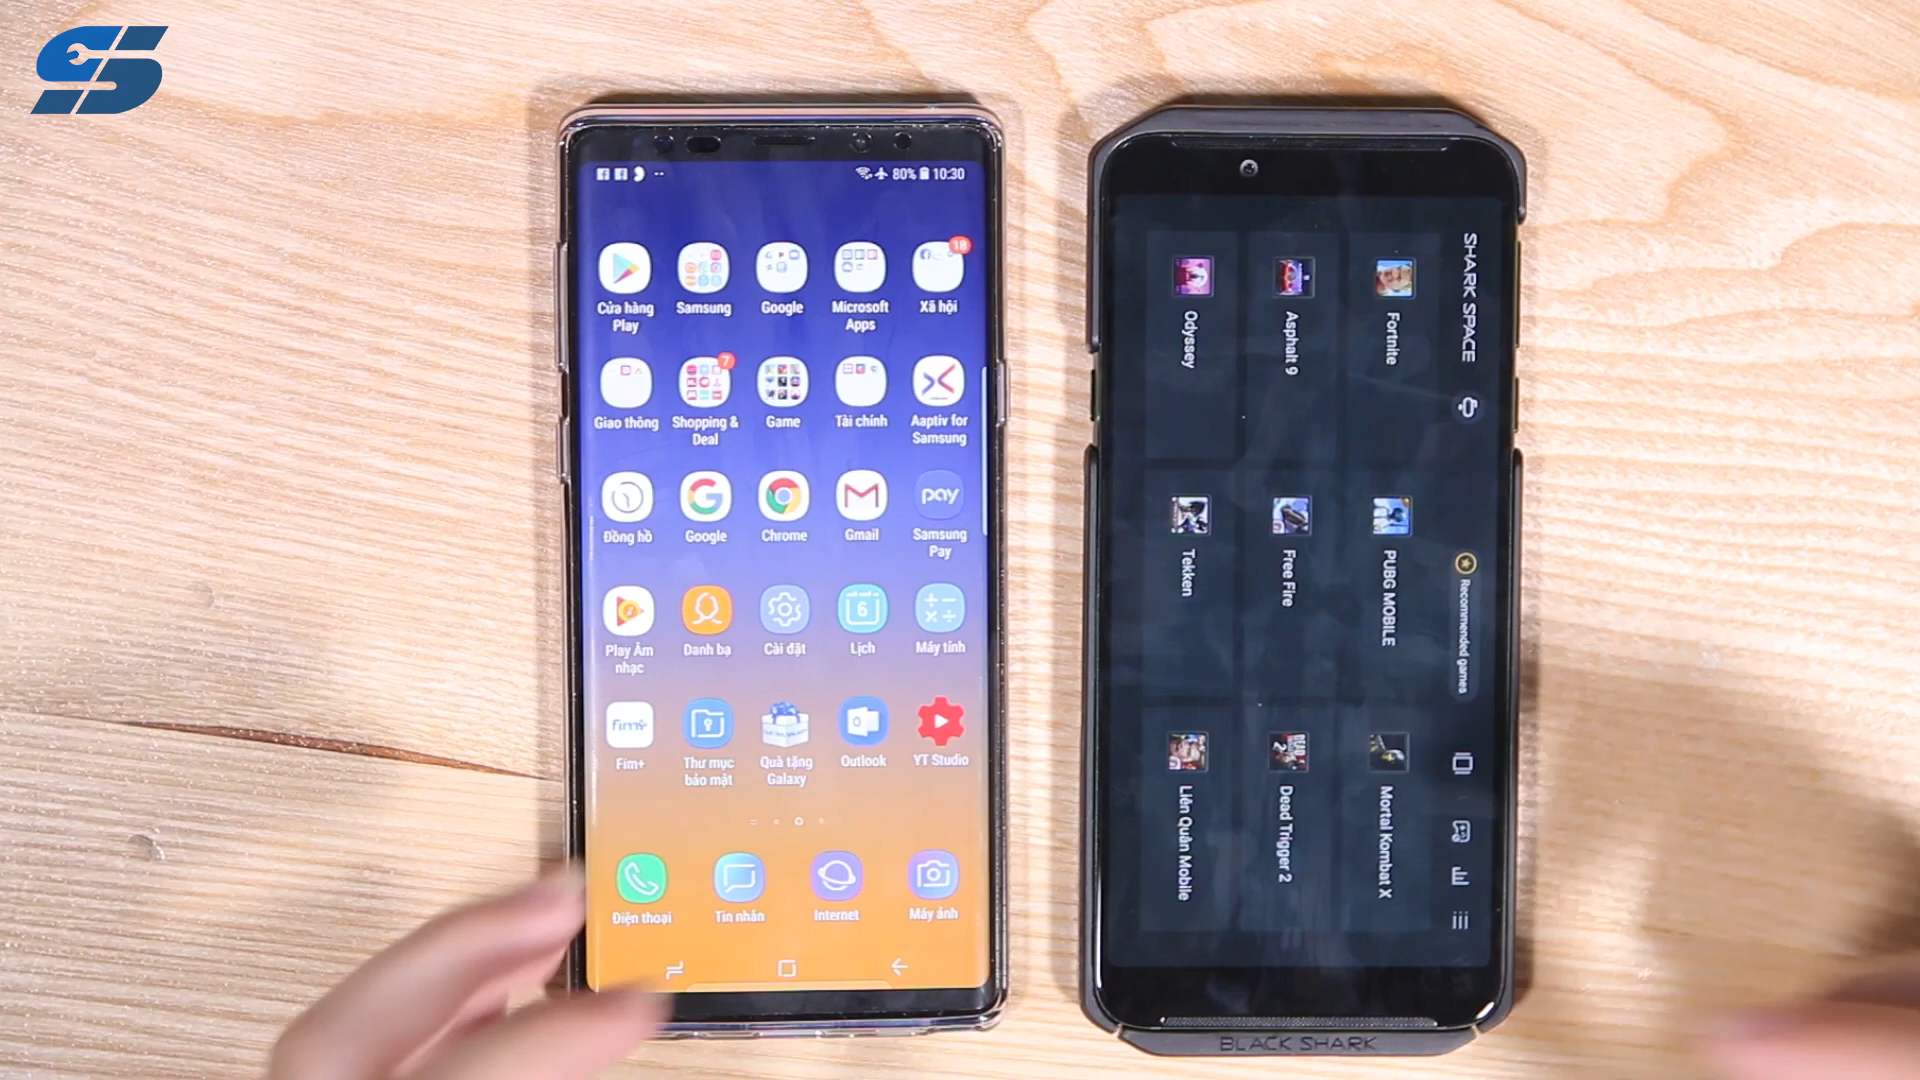 80% 10:30
18
Cửa hàng
Play
Samsung
Google
Microsoft
Apps
Xã hội
7
Giao thông
Shopping &
Deal
Game
Tài chính
Aaptiv for
Samsung
Đồng hồ
Google
Chrome
Gmail
pay
Samsung
Pay
6
Play Âm
nhạc
Danh bạ
Cài đặt
Lịch
Máy tính
Fim+
Thư mục
bảo mật
Quà tặng
Galaxy
Outlook
YT Studio
Điện thoại
Tin nhắn
Internet
Máy ảnh
SHARK SPACE
Recommended games
Fortnite
PUBG MOBILE
Mortal Kombat X
Asphalt 9
Free Fire
Dead Trigger 2
Odyssey
Tekken
Liên Quân Mobile
BLACK SHARK